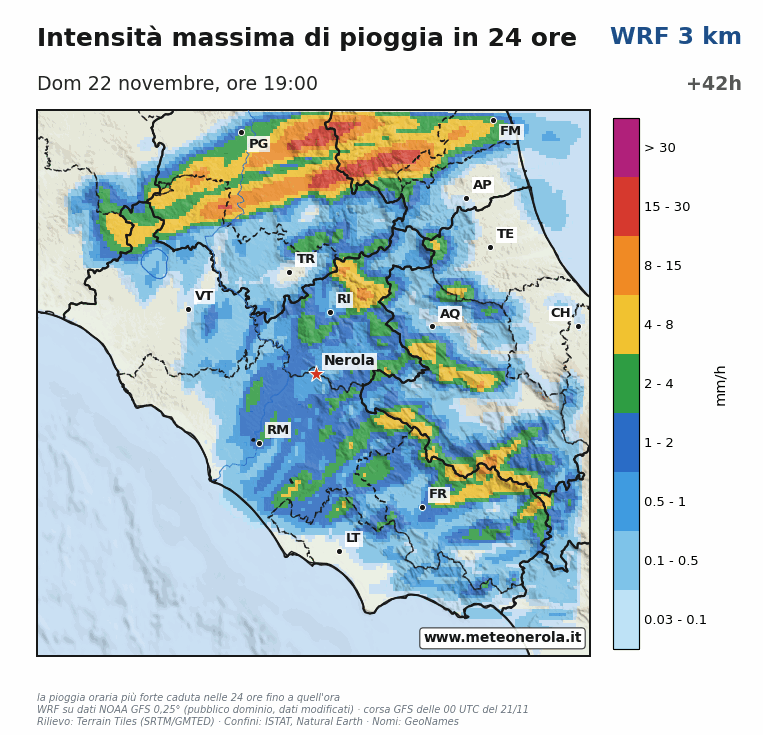 Intensità massima di pioggia in 24 ore
WRF 3 km
Dom 22 novembre, ore 19:00
+42h
PG
FM
AP
TE
TR
VT
RI
AQ
CH.
Nerola
RM
FR
LT
> 30
15 - 30
8 - 15
4 - 8
2 - 4
1 - 2
0.5 - 1
0.1 - 0.5
0.03 - 0.1
mm/h
www.meteonerola.it
la pioggia oraria più forte caduta nelle 24 ore fino a quell'ora
WRF su dati NOAA GFS 0,25° (pubblico dominio, dati modificati) · corsa GFS delle 00 UTC del 21/11
Rilievo: Terrain Tiles (SRTM/GMTED) · Confini: ISTAT, Natural Earth · Nomi: GeoNames